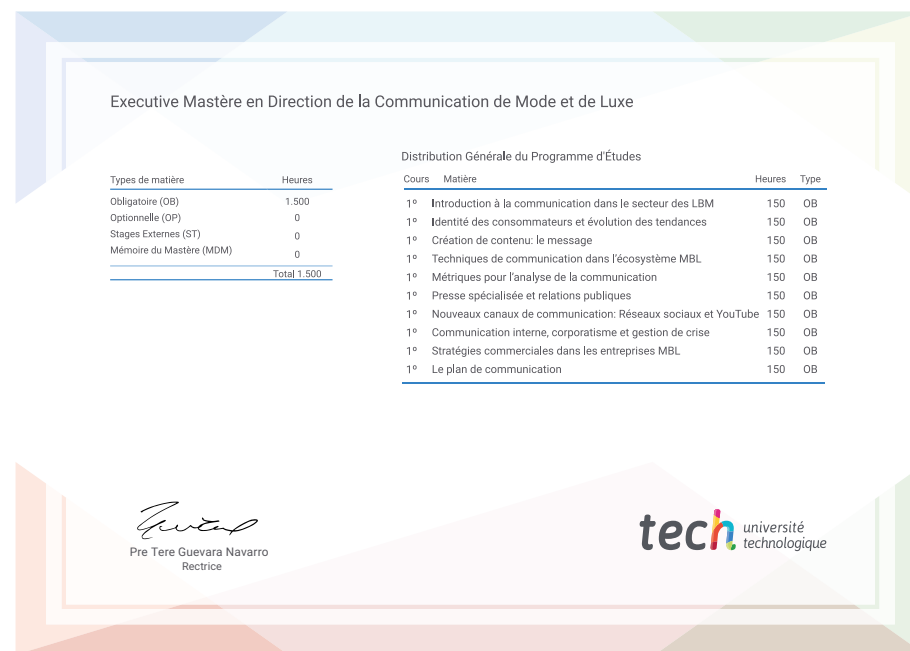 Executive Mastère en Direction de la Communication de Mode et de Luxe
Types de matière Heures
Obligatoire (OB) 1.500
Optionnelle (OP) 0
Stages Externes (ST) 0
Mémoire du Mastère (MDM) 0
Total 1.500
Distribution Générale du Programme d'Études
Cours Matière Heures Type
1º Introduction à la communication dans le secteur des LBM 150 OB
1º Identité des consommateurs et évolution des tendances 150 OB
1º Création de contenu: le message 150 OB
1º Techniques de communication dans l'écosystème MBL 150 OB
1º Métriques pour l'analyse de la communication 150 OB
1º Presse spécialisée et relations publiques 150 OB
1º Nouveaux canaux de communication: Réseaux sociaux et YouTube 150 OB
1º Communication interne, corporatisme et gestion de crise 150 OB
1º Stratégies commerciales dans les entreprises MBL 150 OB
1º Le plan de communication 150 OB
Pre Tere Guevara Navarro
Rectrice
tech université
technologique